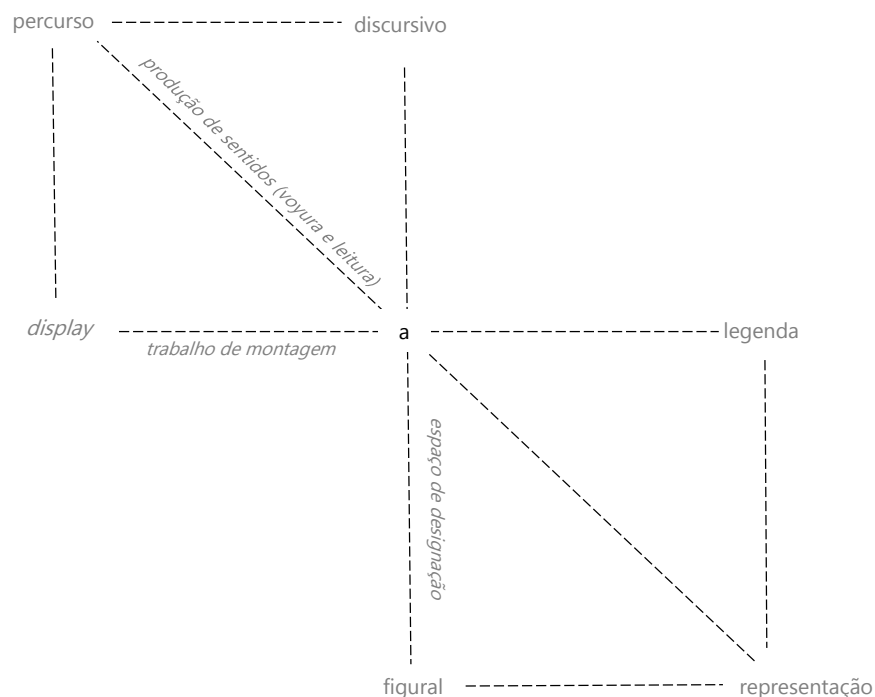 percurso
discursivo
produção de sentidos (voyura e leitura)
display
a
legenda
trabalho de montagem
espaço de designação
figural
representação